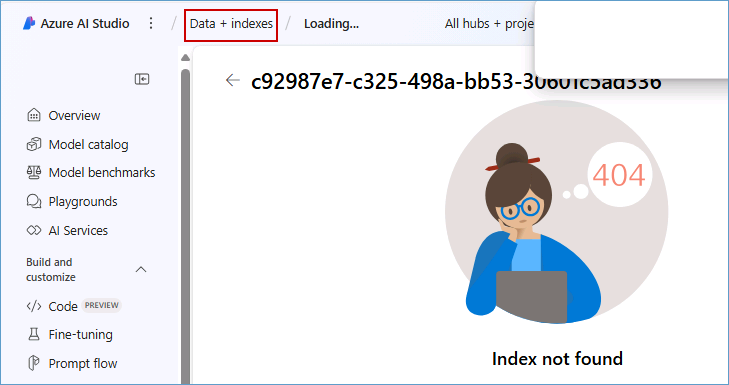 Azure AI Studio / Data + indexes / Loading... All hubs + proje
c92987e7-c325-498a-bb53-30601c5ad336
404
Overview
Model catalog
Model benchmarks
Playgrounds
AI Services
Build and
customize
Code PREVIEW
Fine-tuning
Prompt flow
Index not found